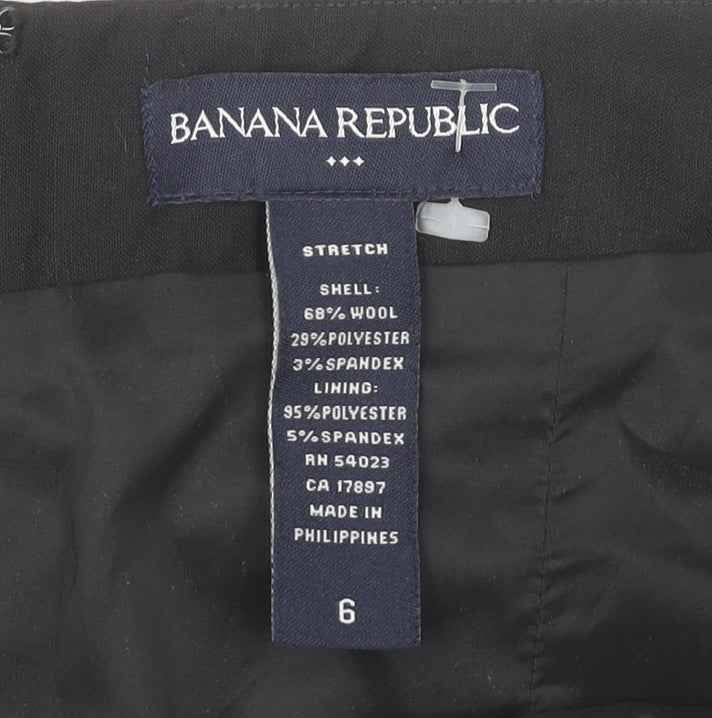 BANANA REPUBLIC
STRETCH
SHELL:
68% WOOL
29% POLYESTER
3% SPANDEX
LINING:
95% POLYESTER
5% SPANDEX
RN 54023
CA 17897
MADE IN
PHILIPPINES
6